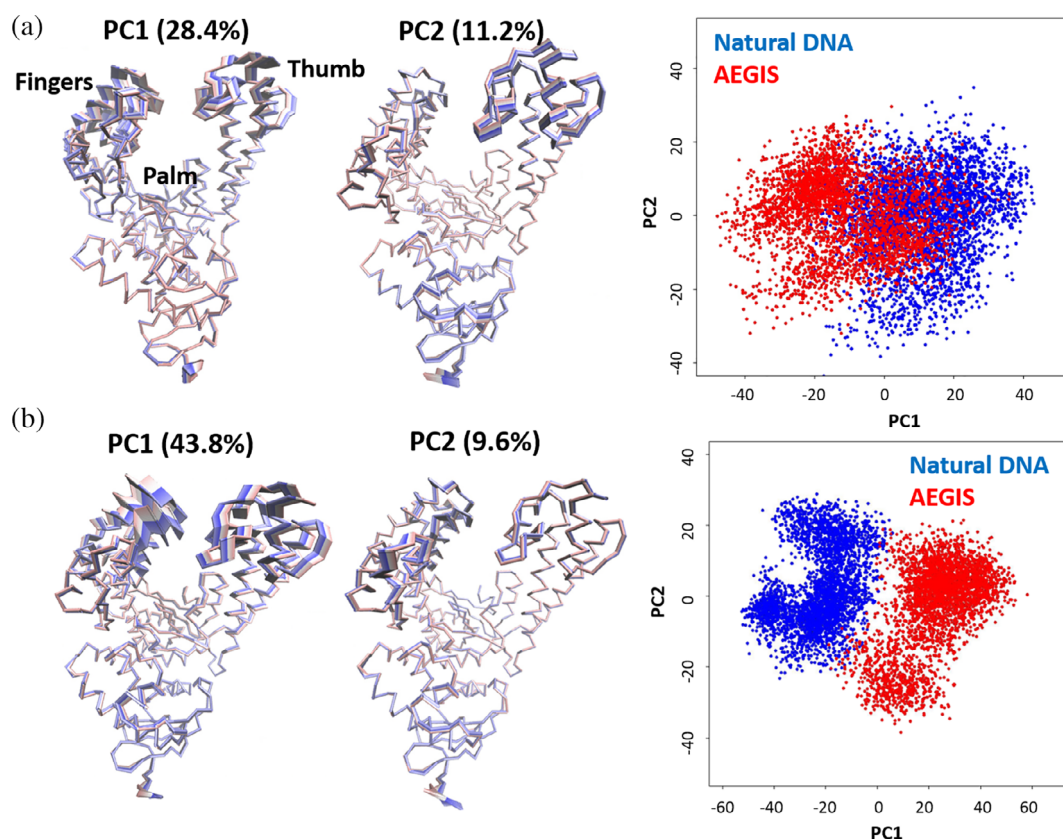 (a)
PC1 (28.4%)
PC2 (11.2%)
Fingers
Thumb
Palm
Natural DNA
AEGIS
PC2
40
20
0
-20
-40
-40
-20
0
20
40
PC1
(b)
PC1 (43.8%)
PC2 (9.6%)
Natural DNA
AEGIS
PC2
40
20
0
-20
-40
-60
-40
-20
0
20
40
60
PC1